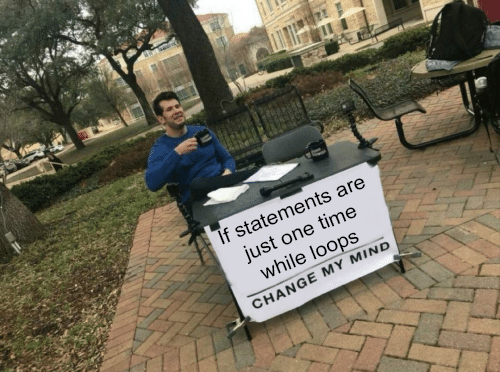 If statements are
just one time
while loops
CHANGE MY MIND